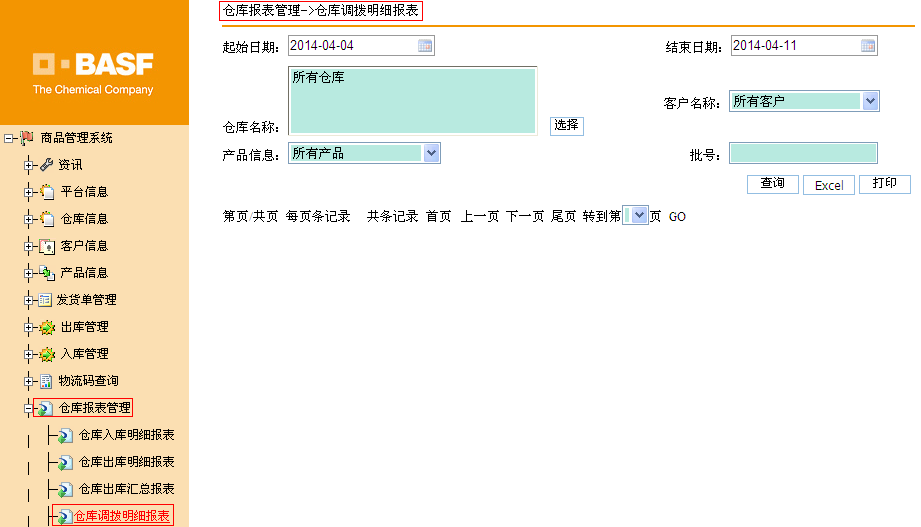 BASF
The Chemical Company
商品管理系统
资讯
平台信息
仓库信息
客户信息
产品信息
发货单管理
出库管理
入库管理
物流码查询
仓库报表管理
仓库入库明细报表
仓库出库明细报表
仓库出库汇总报表
仓库调拨明细报表
仓库报表管理->仓库调拨明细报表
起始日期: 2014-04-04 结束日期: 2014-04-11
仓库名称: 所有仓库 选择 客户名称: 所有客户
产品信息: 所有产品 批号:
查询 Excel 打印
第页/共页 每页条记录 共条记录 首页 上一页 下一页 尾页 转到第 页 GO